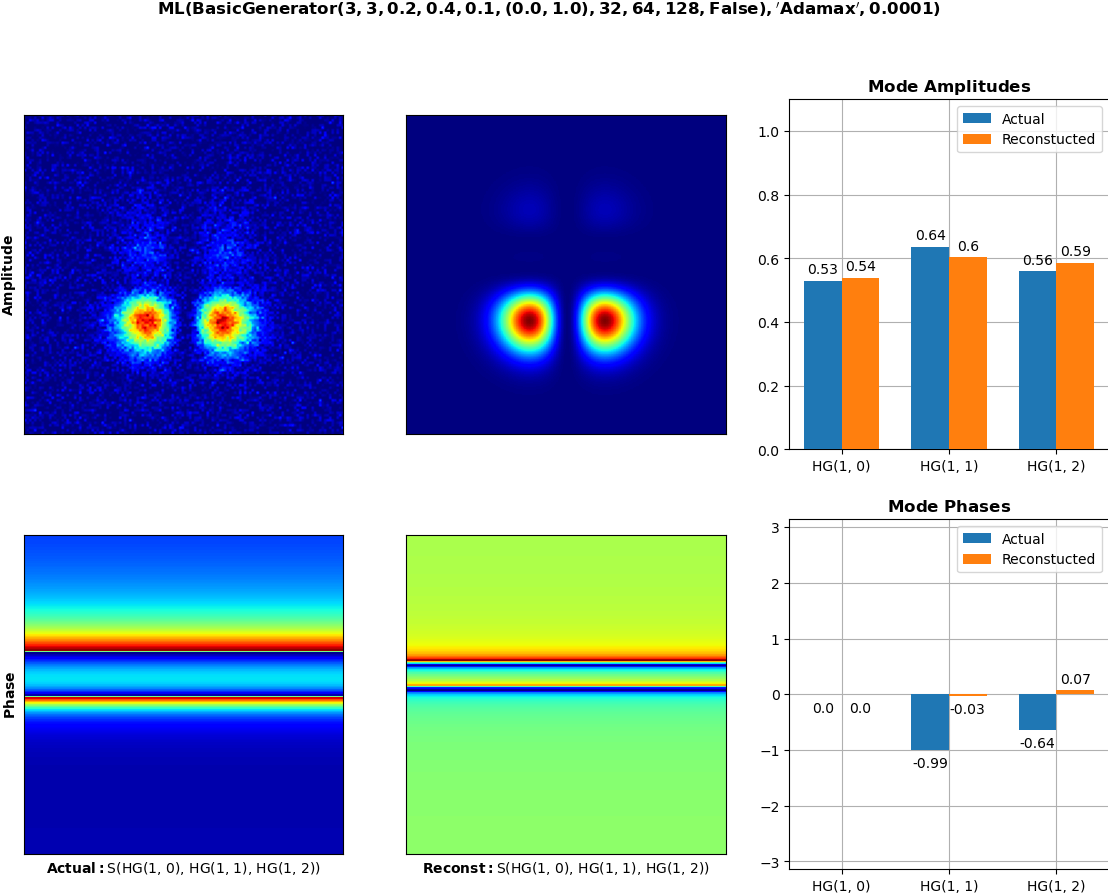 ML(BasicGenerator(3, 3, 0.2, 0.4, 0.1, (0.0, 1.0), 32, 64, 128, False), ′Adamax′, 0.0001)
Amplitude
Mode Amplitudes
Actual
Reconstucted
1.0
0.8
0.6
0.4
0.2
0.0
0.53
0.54
0.64
0.6
0.56
0.59
HG(1, 0)
HG(1, 1)
HG(1, 2)
Phase
Actual: S(HG(1, 0), HG(1, 1), HG(1, 2))
Reconst: S(HG(1, 0), HG(1, 1), HG(1, 2))
Mode Phases
Actual
Reconstucted
3
2
1
0
−1
−2
−3
0.0
0.0
-0.99
-0.03
-0.64
0.07
HG(1, 0)
HG(1, 1)
HG(1, 2)